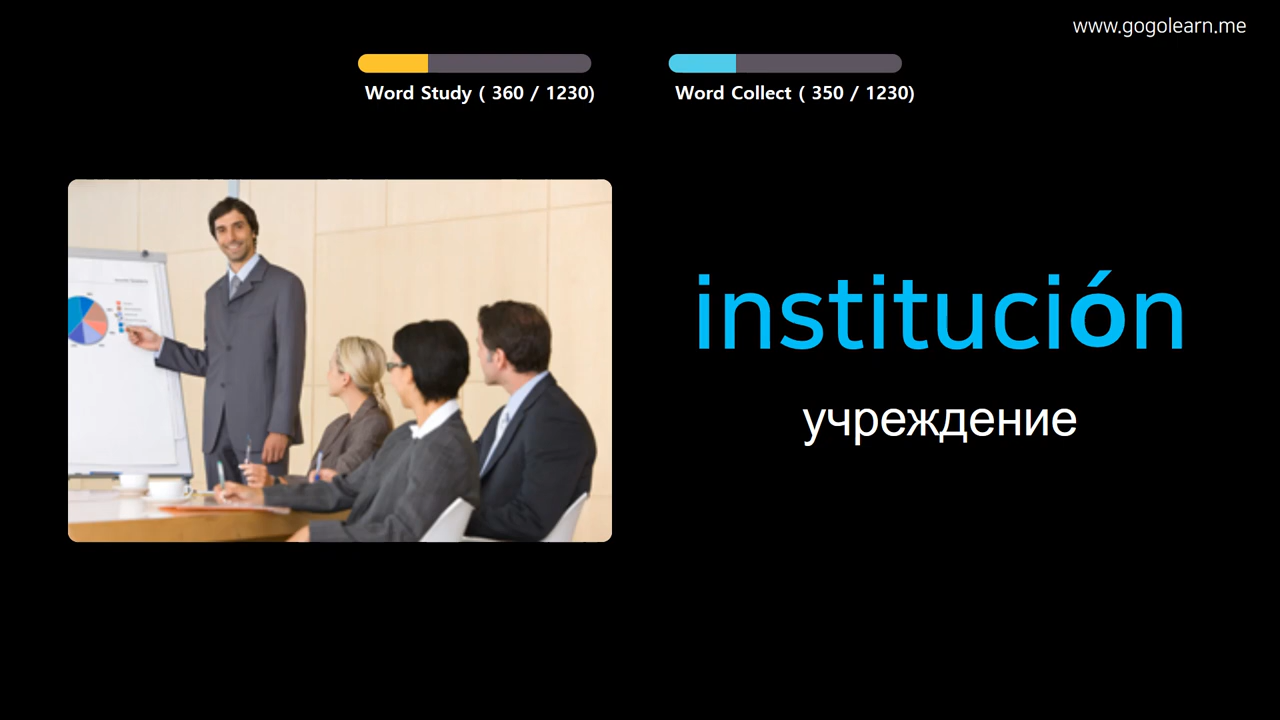 www.gogolearn.me
Word Study ( 360 / 1230)
Word Collect ( 350 / 1230)
institución
учреждение